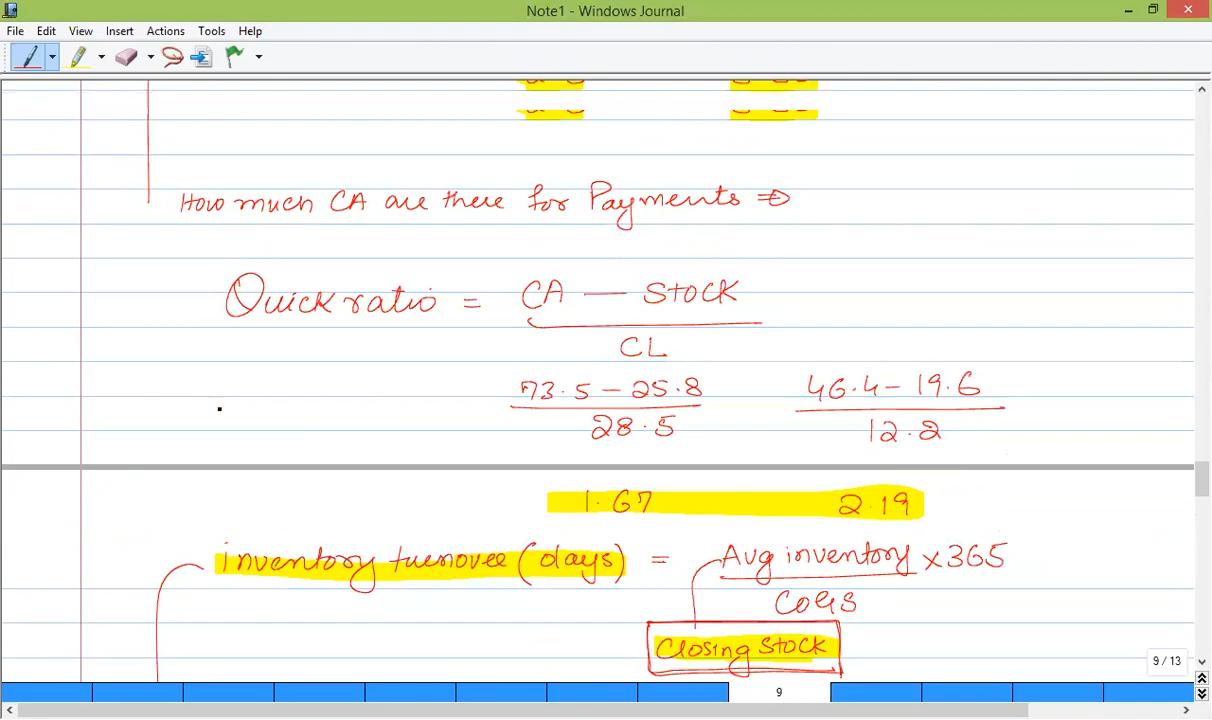 Note1 - Windows Journal
File Edit View Insert Actions Tools Help
How much CA are there for Payments ⇒
Quick ratio = CA — Stock
CL
73.5 - 25.8 46.4 - 19.6
28.5 12.2
1.67 2.19
inventory turnover (days) = Avg inventory x 365
COGS
Closing Stock
9 / 13
9